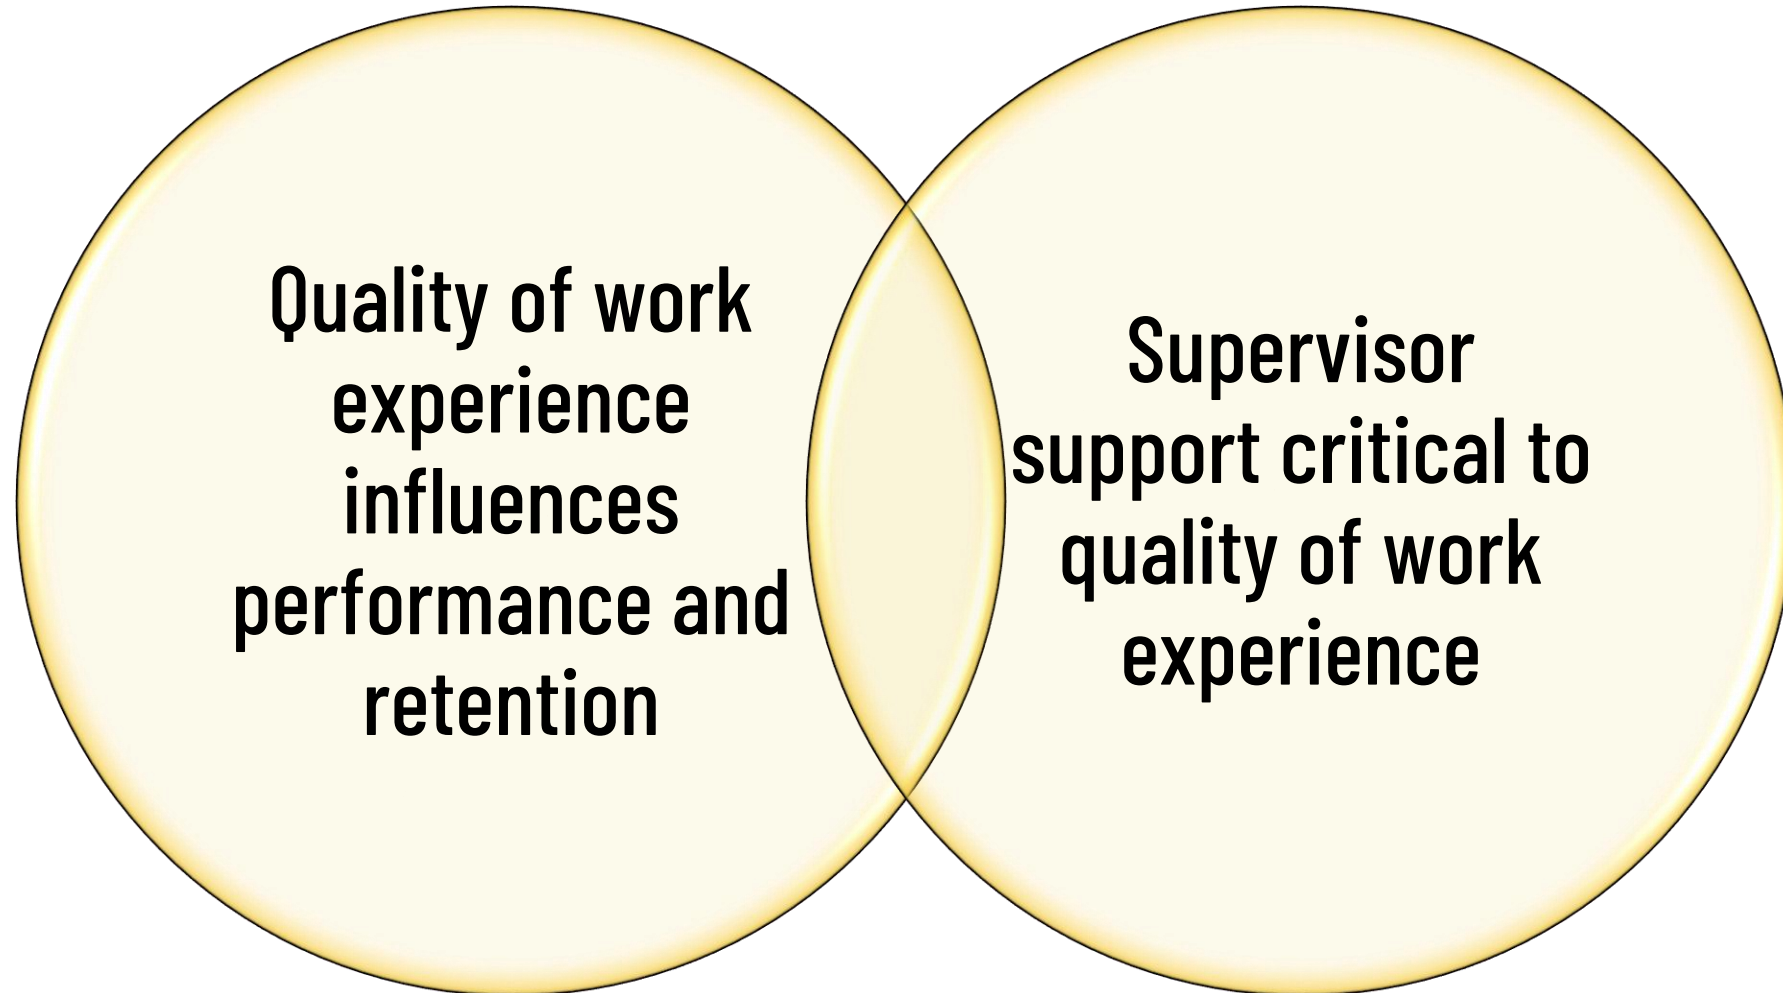 Quality of work
experience
influences
performance and
retention
Supervisor
support critical to
quality of work
experience